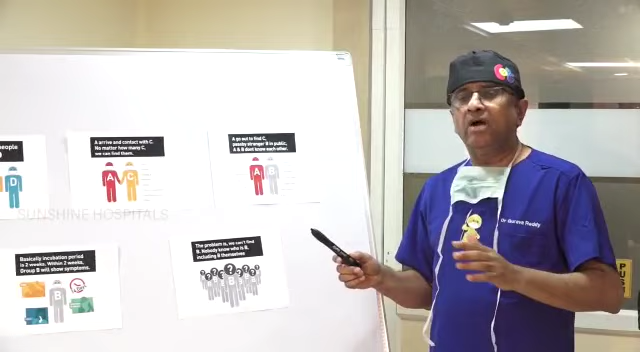 people
D
A arrive and contact with C.
No matter how many C,
we can find them.
A C
A go out to find C,
passby stranger B in public,
A & B dont know each other.
A B
SUNSHINE HOSPITALS
Basically incubation period
is 2 weeks. Within 2 weeks,
Group B will show symptoms.
B
The problem is, we can't find
B. Nobody know who is B,
including B themselves
Dr Gurava Reddy
PUSH